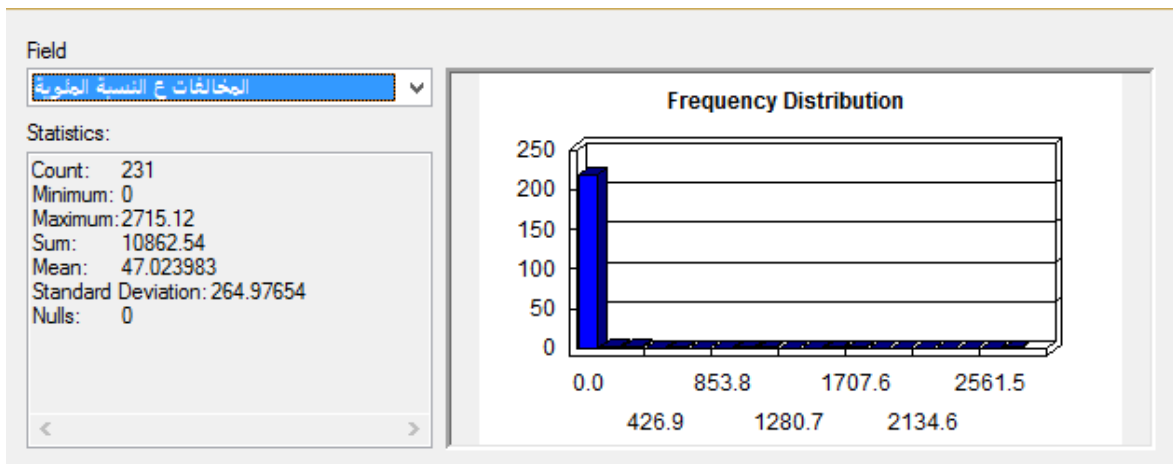 Field
المخالفات ع النسبة المئوية
Statistics:
Count: 231
Minimum: 0
Maximum: 2715.12
Sum: 10862.54
Mean: 47.023983
Standard Deviation: 264.97654
Nulls: 0
Frequency Distribution
250
200
150
100
50
0
0.0 853.8 1707.6 2561.5
426.9 1280.7 2134.6